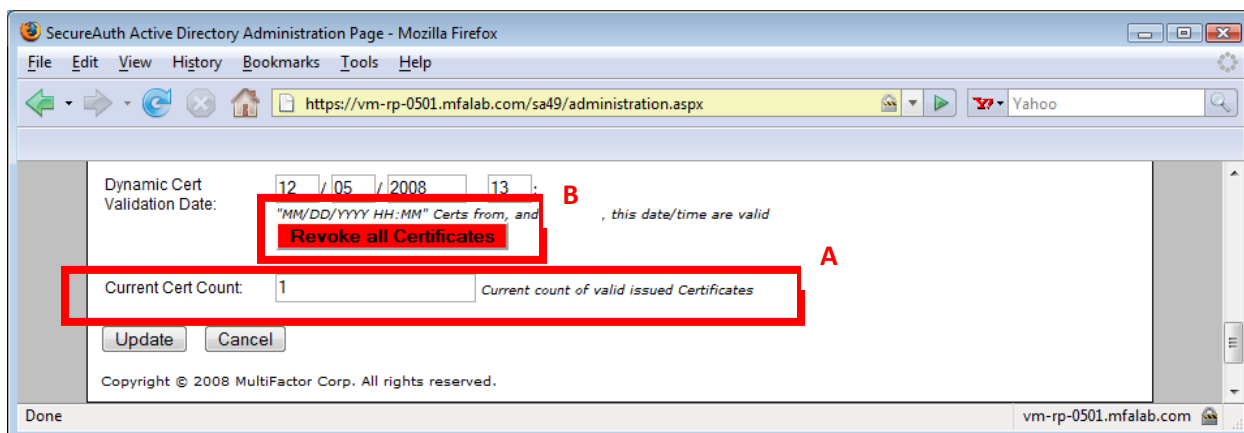 SecureAuth Active Directory Administration Page - Mozilla Firefox
File Edit View History Bookmarks Tools Help
https://vm-rp-0501.mfalab.com/sa49/administration.aspx Yahoo
Dynamic Cert 12 / 05 / 2008 13 :
Validation Date:
B
"MM/DD/YYYY HH:MM" Certs from, and , this date/time are valid
Revoke all Certificates
A
Current Cert Count: 1 Current count of valid issued Certificates
Update Cancel
Copyright © 2008 MultiFactor Corp. All rights reserved.
Done vm-rp-0501.mfalab.com